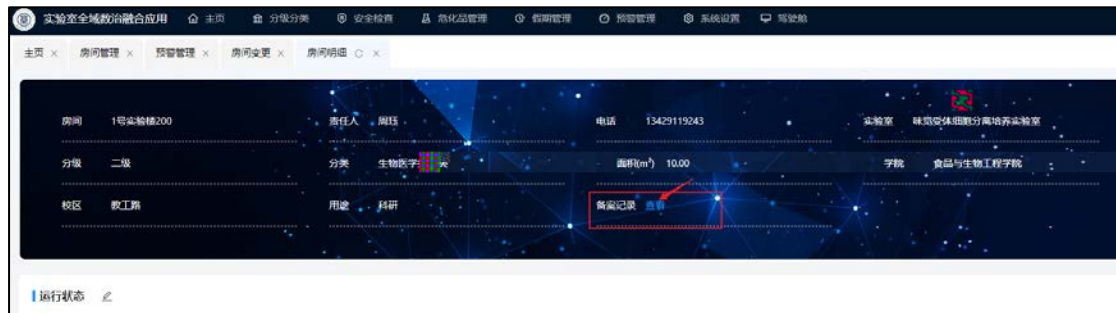 实验室全域数治融合应用 主页 分级分类 安全检查 危化品管理 假期管理 预警管理 系统设置 驾驶舱
主页 × 房间管理 × 预警管理 × 房间变更 × 房间明细 ×
房间 1号实验楼200 责任人 周珏 电话 13429119243 实验室 味觉受体细胞分离培养实验室
分级 二级 分类 生物医学 类 面积(m²) 10.00 学院 食品与生物工程学院
校区 教工路 用途 科研 备案记录 查看
运行状态